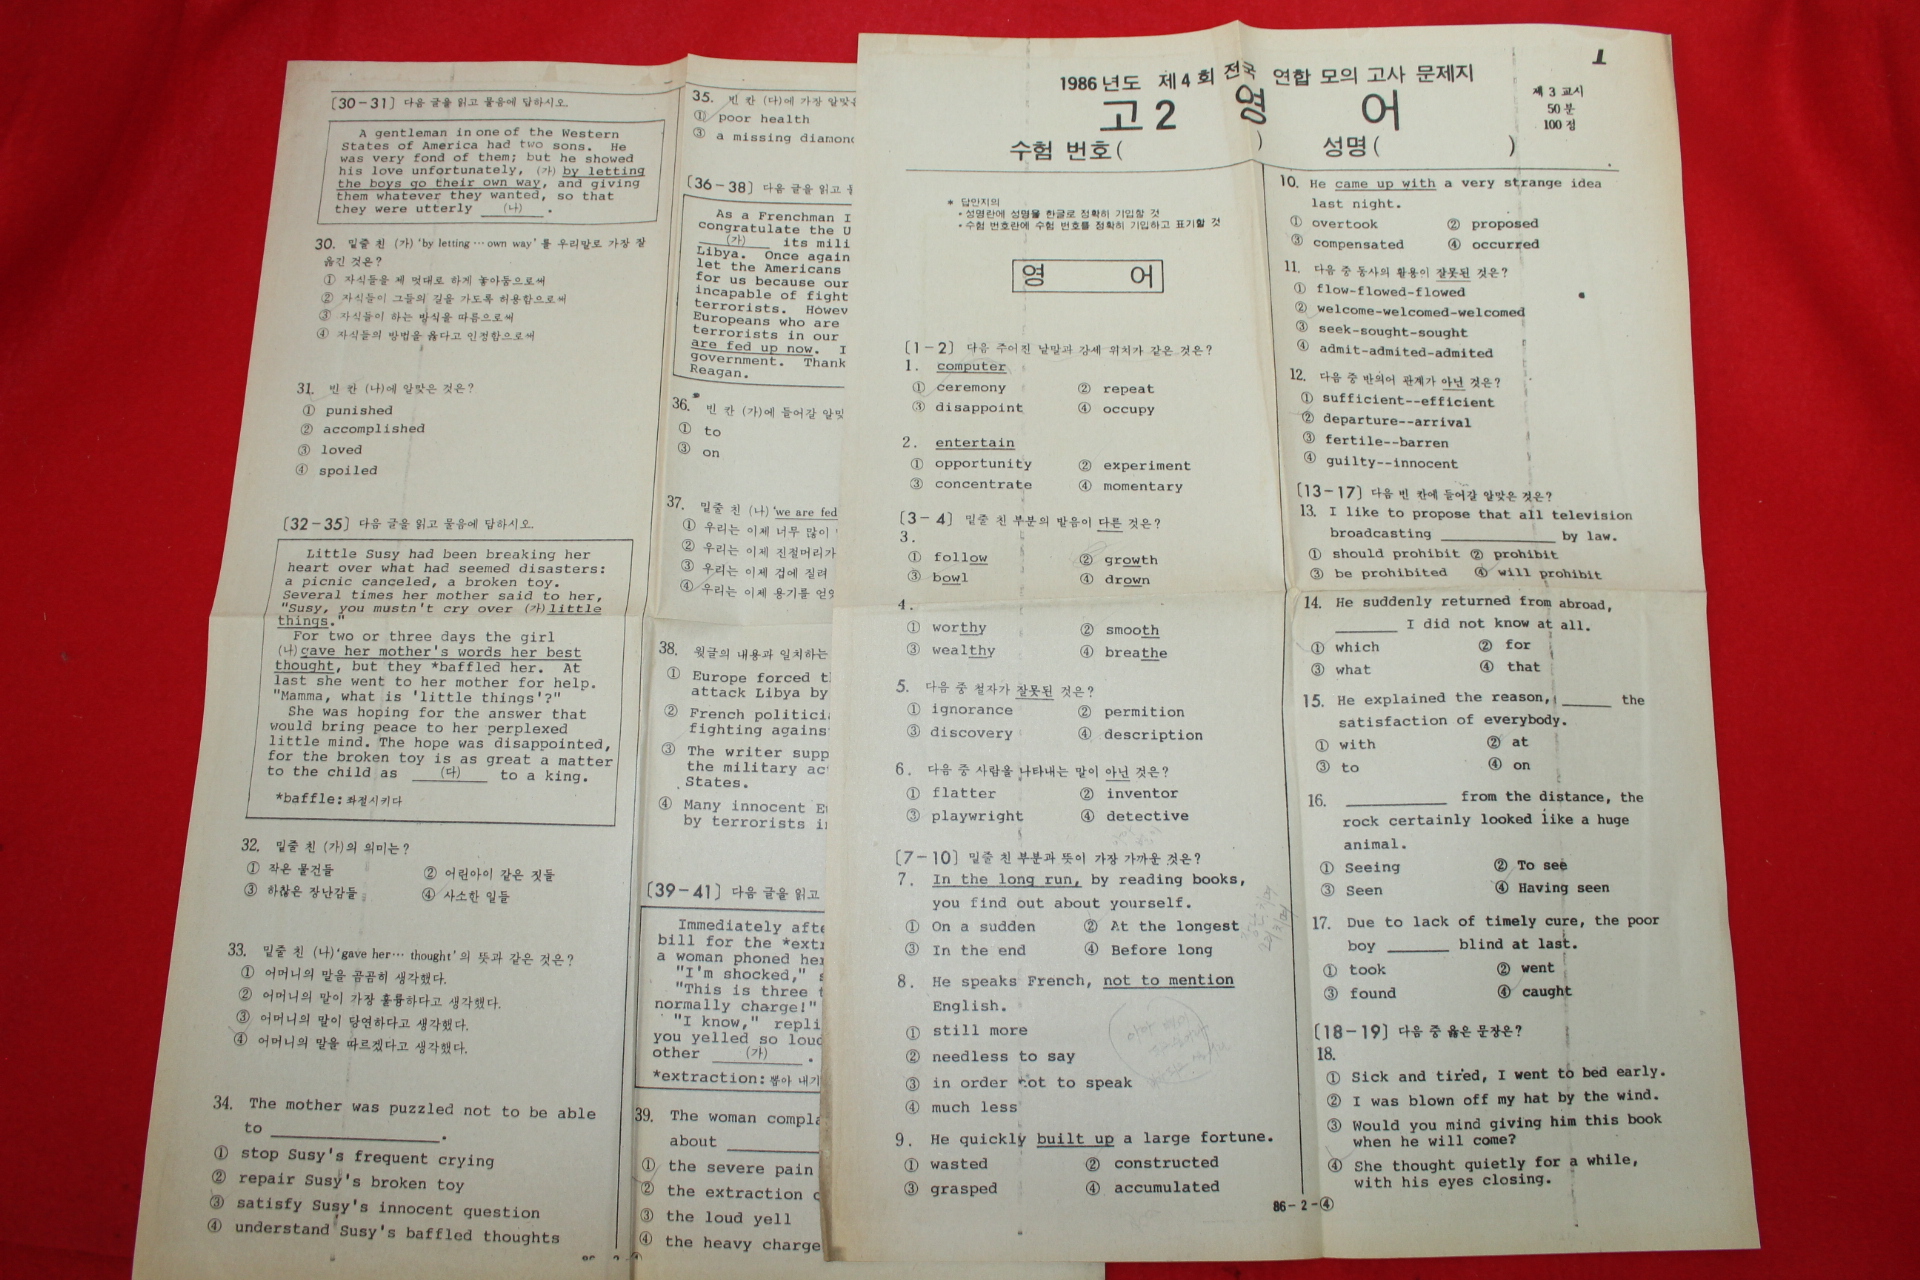 〔30-31〕 다음 글을 읽고 물음에 답하시오.
A gentleman in one of the Western
States of America had two sons. He
was very fond of them; but he showed
his love unfortunately, (가) by letting
the boys go their own way, and giving
them whatever they wanted, so that
they were utterly (나) .
30. 밑줄 친 (가) 'by letting … own way' 를 우리말로 가장 잘
옮긴 것은?
① 자식들을 제 멋대로 하게 놓아둠으로써
② 자식들이 그들의 길을 가도록 허용함으로써
③ 자식들이 하는 방식을 따름으로써
④ 자식들의 방법을 옳다고 인정함으로써
31. 빈 칸 (나)에 알맞은 것은?
① punished
② accomplished
③ loved
④ spoiled
〔32-35〕 다음 글을 읽고 물음에 답하시오.
Little Susy had been breaking her
heart over what had seemed disasters:
a picnic canceled, a broken toy.
Several times her mother said to her,
"Susy, you mustn't cry over (가) little
things."
For two or three days the girl
(나) gave her mother's words her best
thought, but they *baffled her. At
last she went to her mother for help.
"Mamma, what is 'little things'?"
She was hoping for the answer that
would bring peace to her perplexed
little mind. The hope was disappointed,
for the broken toy is as great a matter
to the child as (다) to a king.
*baffle: 좌절시키다
32. 밑줄 친 (가)의 의미는?
① 작은 물건들 ② 어린아이 같은 짓들
③ 하찮은 장난감들 ④ 사소한 일들
33. 밑줄 친 (나) 'gave her… thought' 의 뜻과 같은 것은?
① 어머니의 말을 곰곰히 생각했다.
② 어머니의 말이 가장 훌륭하다고 생각했다.
③ 어머니의 말이 당연하다고 생각했다.
④ 어머니의 말을 따르겠다고 생각했다.
34. The mother was puzzled not to be able
to .
① stop Susy's frequent crying
② repair Susy's broken toy
③ satisfy Susy's innocent question
④ understand Susy's baffled thoughts
35. 빈 칸 (다)에 가장 알맞은
① poor health
③ a missing diamond
〔36-38〕 다음 글을 읽고
As a Frenchman I
congratulate the U
(가) its mili
Libya. Once again
let the Americans
for us because our
incapable of fight
terrorists. Howev
Europeans who are
terrorists in our
are fed up now. I
government. Thank
Reagan.
36. 빈 칸 (가)에 들어갈 알맞
① to
③ on
37. 밑줄 친 (나) 'we are fed
① 우리는 이제 너무 많이
② 우리는 이제 진절머리가
③ 우리는 이제 겁에 질려
④ 우리는 이제 용기를 얻었
38. 윗글의 내용과 일치하는
① Europe forced th
attack Libya by
② French politicia
fighting agains
③ The writer supp
the military ac
States.
④ Many innocent Eu
by terrorists i
〔39-41〕 다음 글을 읽고
Immediately afte
bill for the *extr
a woman phoned her
"I'm shocked," s
"This is three t
normally charge!"
"I know," repli
you yelled so loud
other (가) .
*extraction: 뽑아 내기
39. The woman compla
about
① the severe pain
② the extraction o
③ the loud yell
④ the heavy charge
1
1986년도 제4회 전국 연합 모의 고사 문제지
고2 영 어
제 3 교시
50분
100점
수험 번호( ) 성명( )
* 답안지의
• 성명란에 성명을 한글로 정확히 기입할 것
• 수험 번호란에 수험 번호를 정확히 기입하고 표기할 것
영 어
〔1-2〕 다음 주어진 낱말과 강세 위치가 같은 것은?
1. computer
① ceremony ② repeat
③ disappoint ④ occupy
2. entertain
① opportunity ② experiment
③ concentrate ④ momentary
〔3-4〕 밑줄 친 부분의 발음이 다른 것은?
3.
① follow ② growth
③ bowl ④ drown
4.
① worthy ② smooth
③ wealthy ④ breathe
5. 다음 중 철자가 잘못된 것은?
① ignorance ② permition
③ discovery ④ description
6. 다음 중 사람을 나타내는 말이 아닌 것은?
① flatter ② inventor
③ playwright ④ detective
〔7-10〕 밑줄 친 부분과 뜻이 가장 가까운 것은?
7. In the long run, by reading books,
you find out about yourself.
① On a sudden ② At the longest
③ In the end ④ Before long
8. He speaks French, not to mention
English.
① still more
② needless to say
③ in order not to speak
④ much less
9. He quickly built up a large fortune.
① wasted ② constructed
③ grasped ④ accumulated
10. He came up with a very strange idea
last night.
① overtook ② proposed
③ compensated ④ occurred
11. 다음 중 동사의 활용이 잘못된 것은?
① flow-flowed-flowed
② welcome-welcomed-welcomed
③ seek-sought-sought
④ admit-admited-admited
12. 다음 중 반의어 관계가 아닌 것은?
① sufficient--efficient
② departure--arrival
③ fertile--barren
④ guilty--innocent
〔13-17〕 다음 빈 칸에 들어갈 알맞은 것은?
13. I like to propose that all television
broadcasting by law.
① should prohibit ② prohibit
③ be prohibited ④ will prohibit
14. He suddenly returned from abroad,
I did not know at all.
① which ② for
③ what ④ that
15. He explained the reason, the
satisfaction of everybody.
① with ② at
③ to ④ on
16. from the distance, the
rock certainly looked like a huge
animal.
① Seeing ② To see
③ Seen ④ Having seen
17. Due to lack of timely cure, the poor
boy blind at last.
① took ② went
③ found ④ caught
〔18-19〕 다음 중 옳은 문장은?
18.
① Sick and tired, I went to bed early.
② I was blown off my hat by the wind.
③ Would you mind giving him this book
when he will come?
④ She thought quietly for a while,
with his eyes closing.
86-2-④